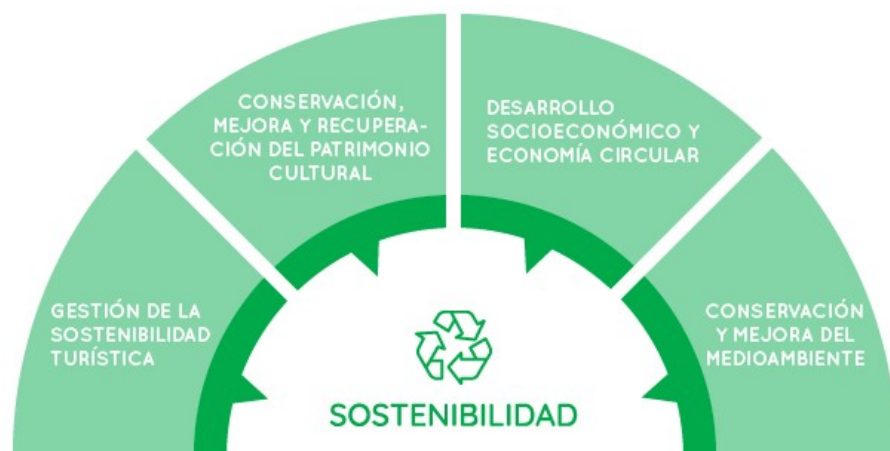 GESTIÓN DE LA
SOSTENIBILIDAD
TURÍSTICA
CONSERVACIÓN,
MEJORA Y RECUPERA-
CIÓN DEL PATRIMONIO
CULTURAL
DESARROLLO
SOCIOECONÓMICO Y
ECONOMÍA CIRCULAR
CONSERVACIÓN
Y MEJORA DEL
MEDIOAMBIENTE
SOSTENIBILIDAD